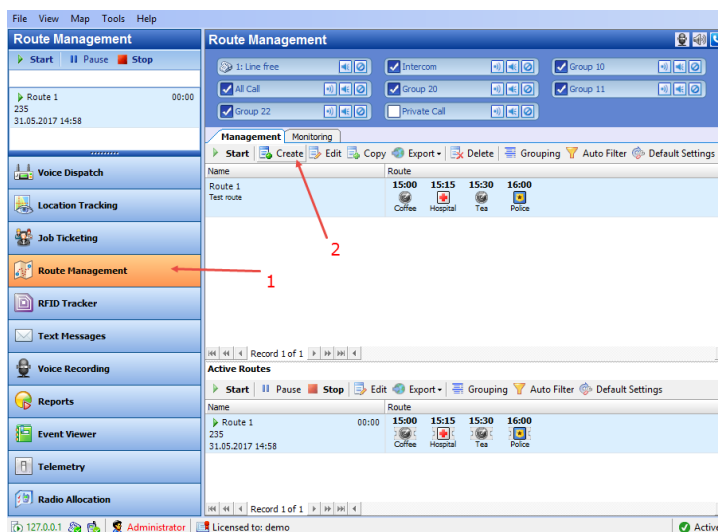 File View Map Tools Help
Route Management
Start Pause Stop
Route 1 00:00
235
31.05.2017 14:58
Voice Dispatch
Location Tracking
Job Ticketing
Route Management
RFID Tracker
Text Messages
Voice Recording
Reports
Event Viewer
Telemetry
Radio Allocation
Route Management
1: Line free Intercom Group 10
All Call Group 20 Group 11
Group 22 Private Call
Management Monitoring
Start Create Edit Copy Export Delete Grouping Auto Filter Default Settings
Name Route
Route 1 15:00 15:15 15:30 16:00
Test route Coffee Hospital Tea Police
2
1
Record 1 of 1
Active Routes
Start Pause Stop Edit Export Grouping Auto Filter Default Settings
Name Route
Route 1 00:00 15:00 15:15 15:30 16:00
235
31.05.2017 14:58 Coffee Hospital Tea Police
Record 1 of 1
127.0.0.1 Administrator Licensed to: demo Active